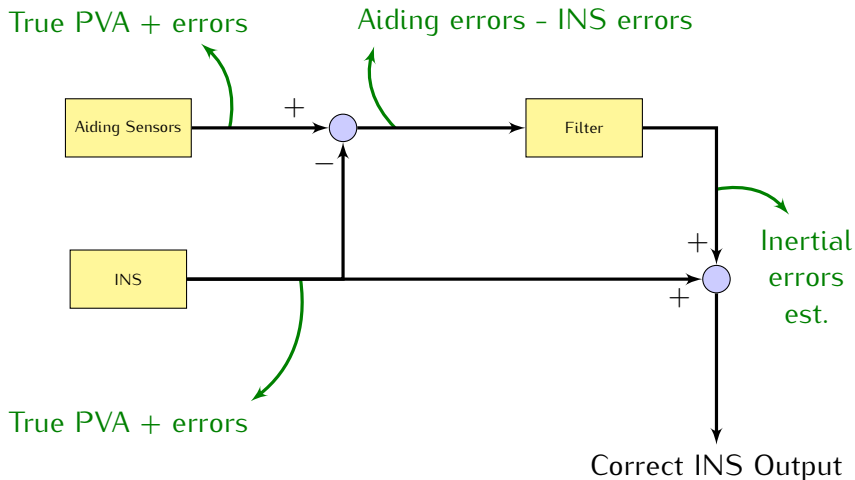 True PVA + errors
Aiding errors - INS errors
Aiding Sensors
+
−
Filter
INS
+
+
Inertial
errors
est.
True PVA + errors
Correct INS Output